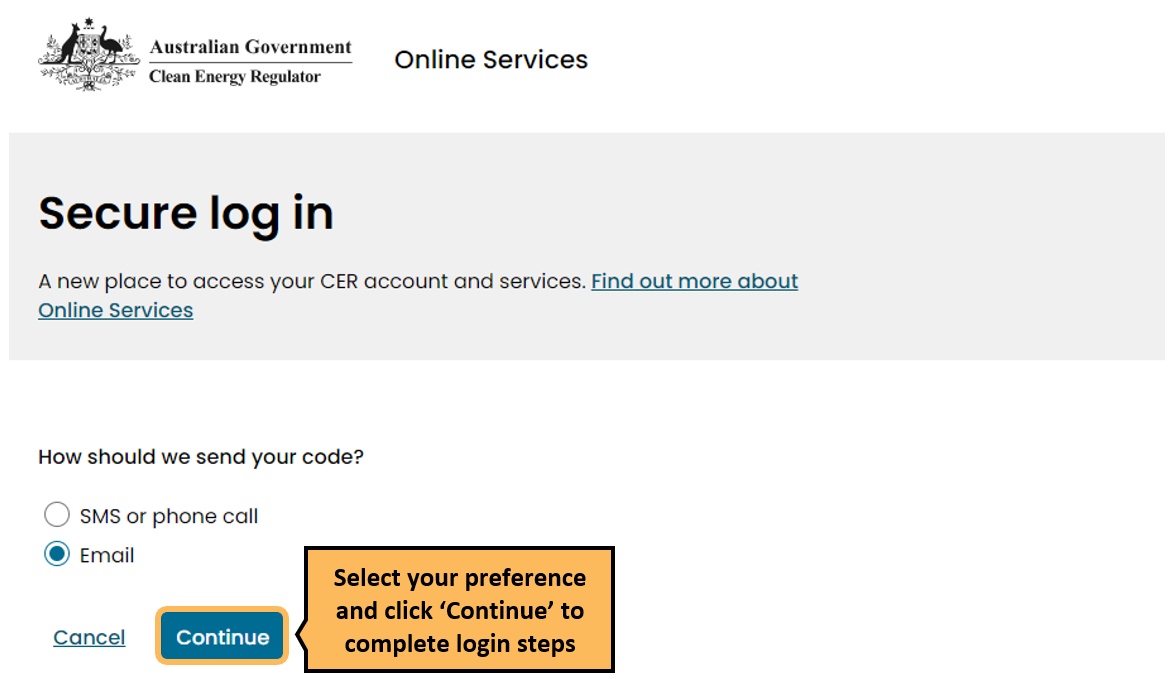 Australian Government
Clean Energy Regulator
Online Services
Secure log in
A new place to access your CER account and services. Find out more about
Online Services
How should we send your code?
SMS or phone call
Email
Cancel
Continue
Select your preference
and click ‘Continue’ to
complete login steps